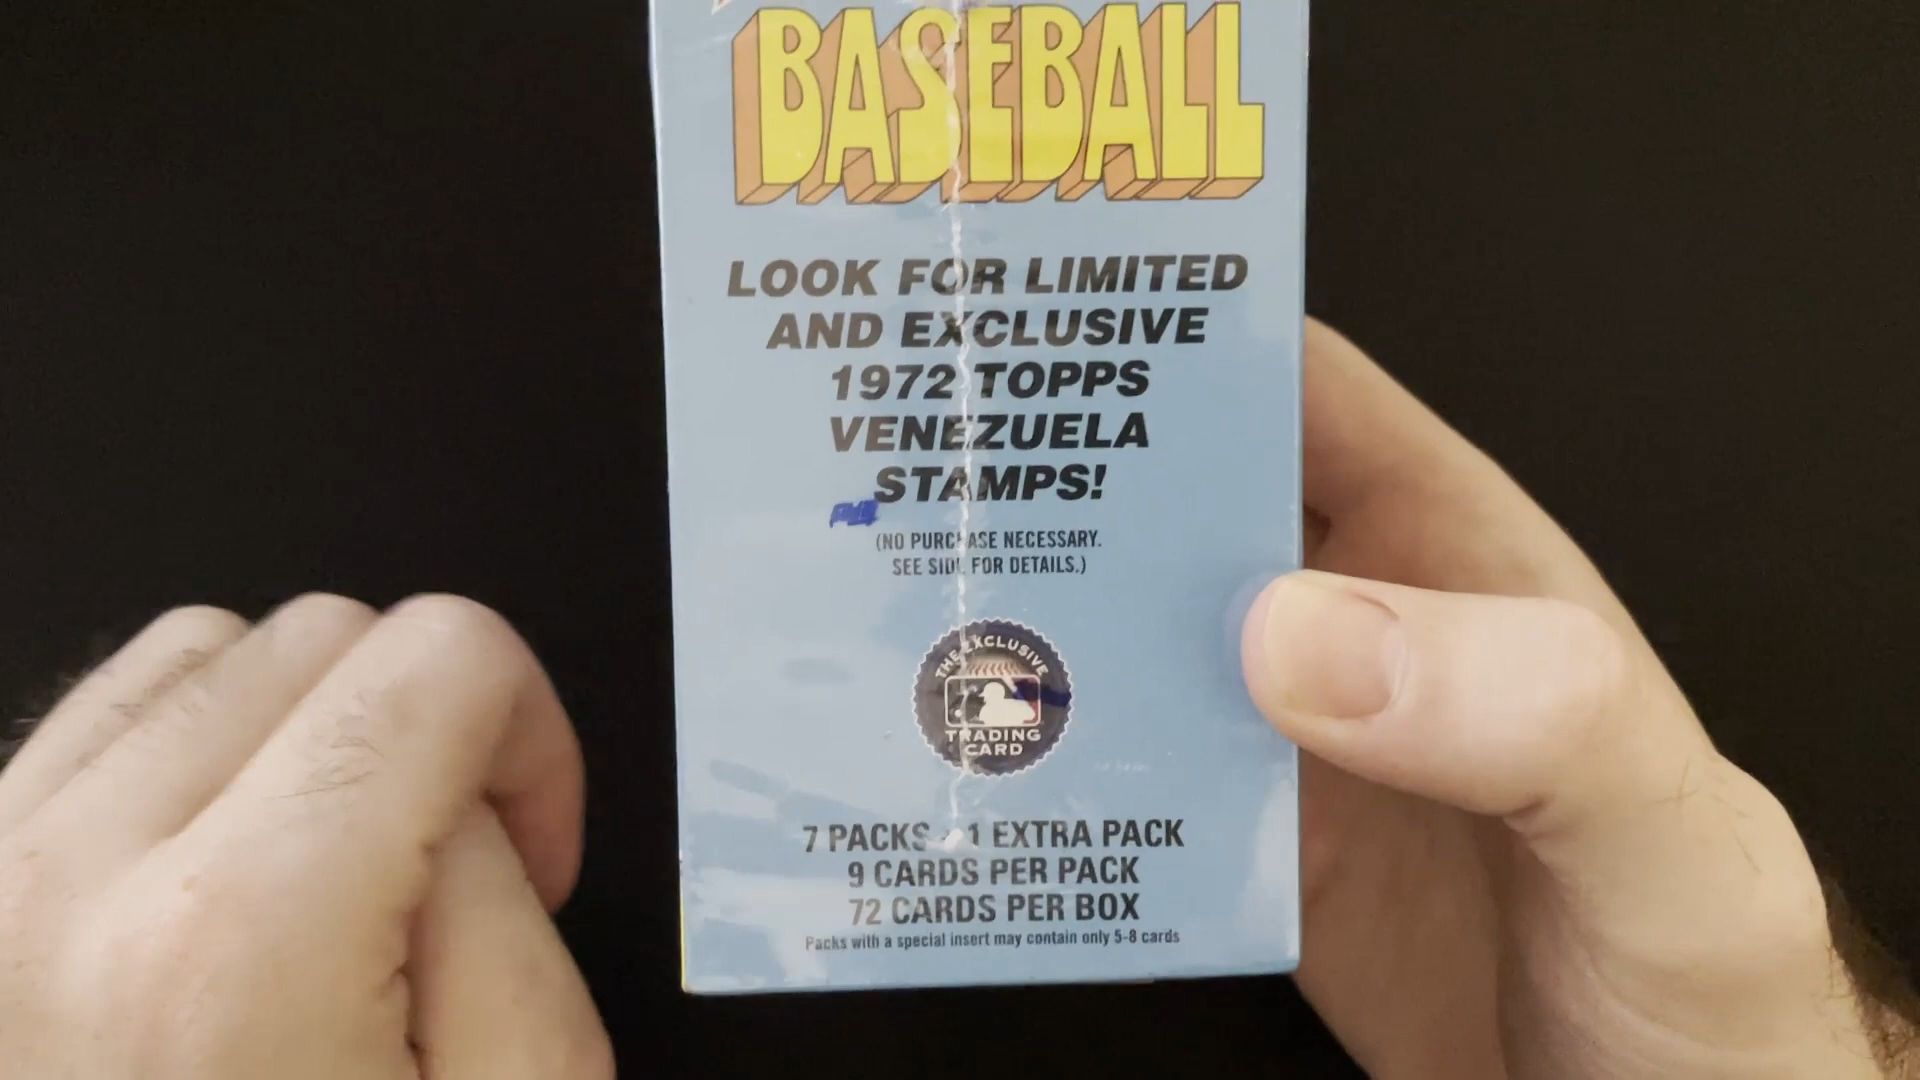 BASEBALL
LOOK FOR LIMITED
AND EXCLUSIVE
1972 TOPPS
VENEZUELA
STAMPS!
(NO PURCHASE NECESSARY.
SEE SIDE FOR DETAILS.)
THE EXCLUSIVE
TRADING
CARD
7 PACKS 1 EXTRA PACK
9 CARDS PER PACK
72 CARDS PER BOX
Packs with a special insert may contain only 5-8 cards